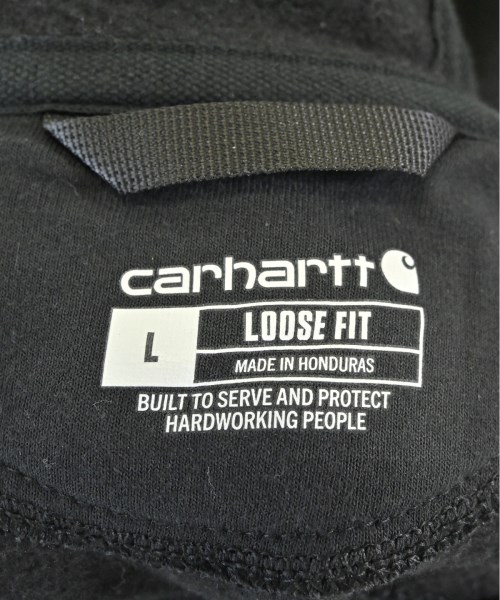 carhartt
L
LOOSE FIT
MADE IN HONDURAS
BUILT TO SERVE AND PROTECT
HARDWORKING PEOPLE